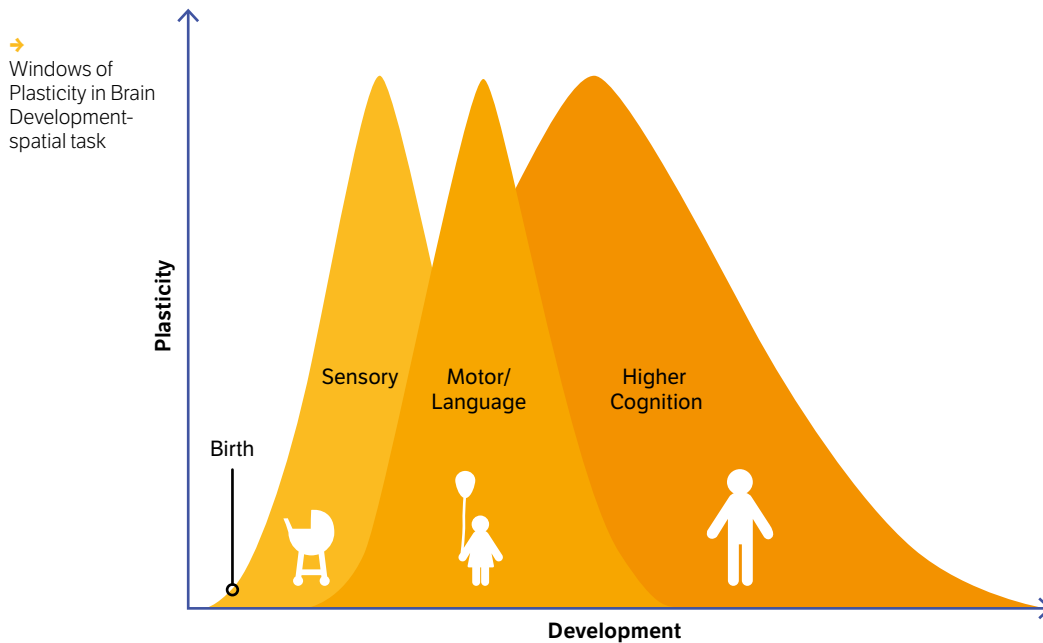 →
Windows of
Plasticity in Brain
Development-
spatial task
Plasticity
Sensory
Motor/
Language
Higher
Cognition
Birth
Development